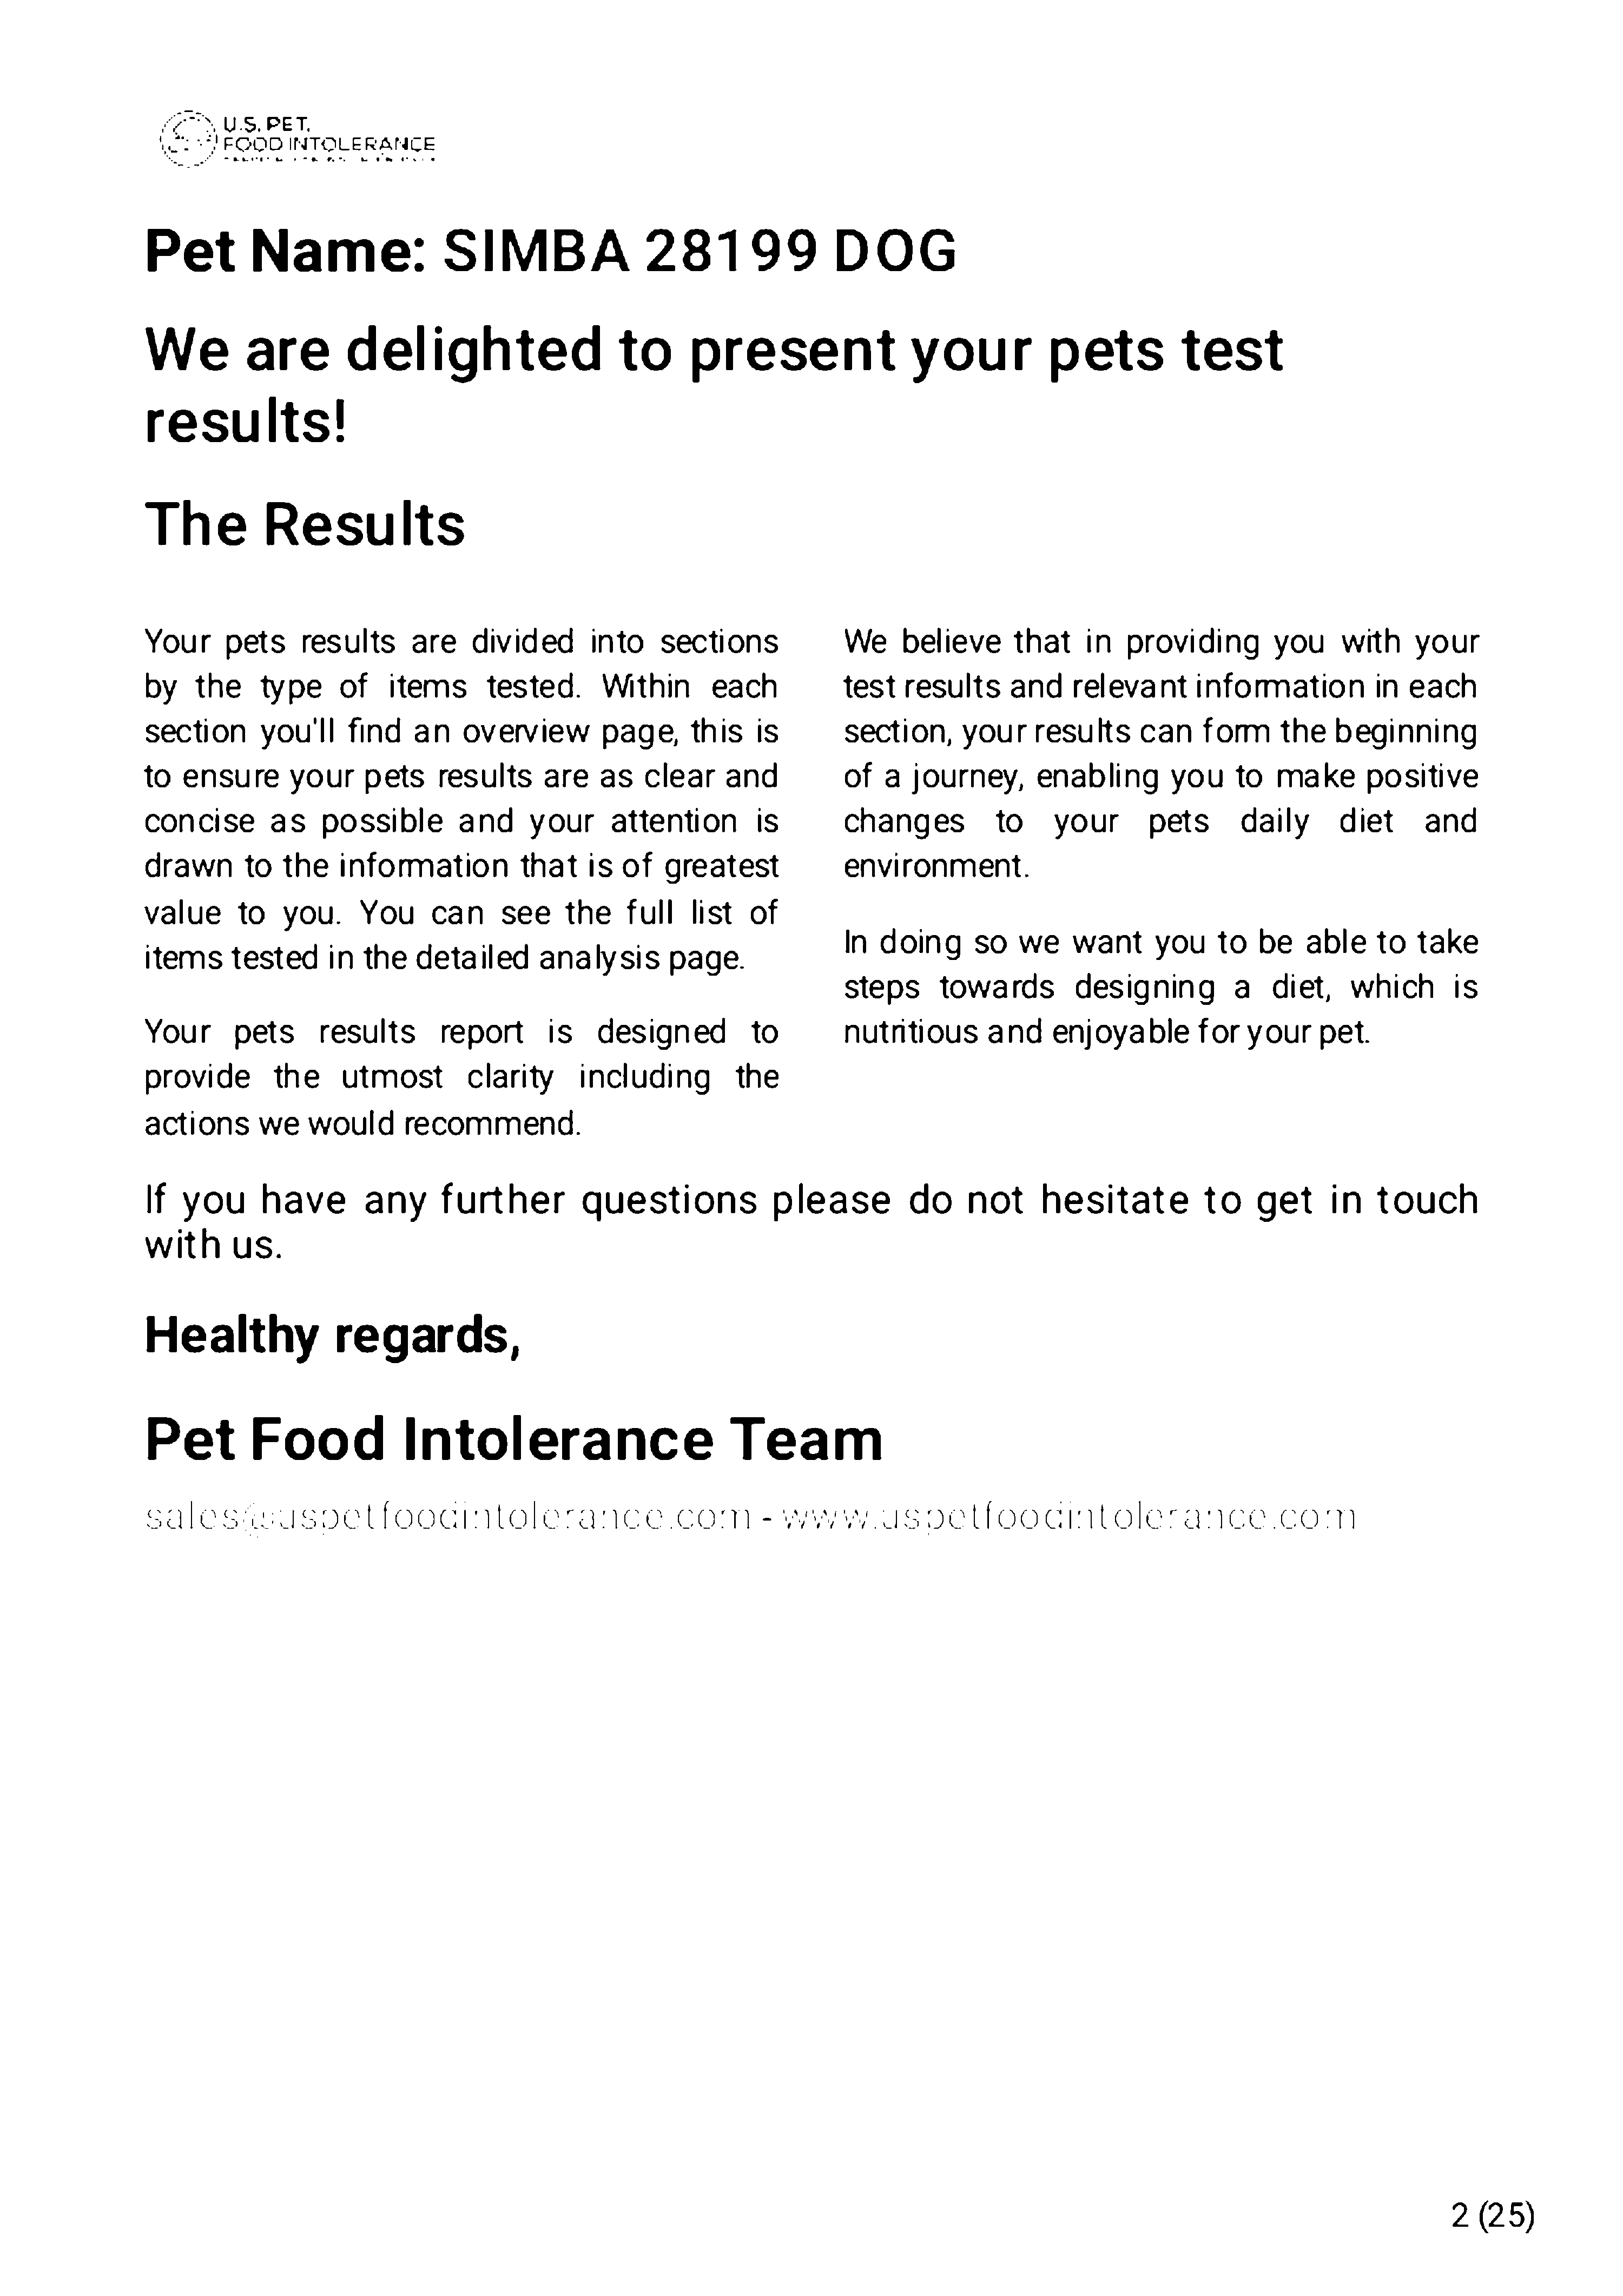 U.S. PET
FOOD INTOLERANCE
Pet Name: SIMBA 28199 DOG
We are delighted to present your pets test
results!
The Results
Your pets results are divided into sections
by the type of items tested. Within each
section you'll find an overview page, this is
to ensure your pets results are as clear and
concise as possible and your attention is
drawn to the information that is of greatest
value to you. You can see the full list of
items tested in the detailed analysis page.
Your pets results report is designed to
provide the utmost clarity including the
actions we would recommend.
We believe that in providing you with your
test results and relevant information in each
section, your results can form the beginning
of a journey, enabling you to make positive
changes to your pets daily diet and
environment.
In doing so we want you to be able to take
steps towards designing a diet, which is
nutritious and enjoyable for your pet.
If you have any further questions please do not hesitate to get in touch
with us.
Healthy regards,
Pet Food Intolerance Team
sales@uspetfoodintolerance.com - www.uspetfoodintolerance.com
2 (25)